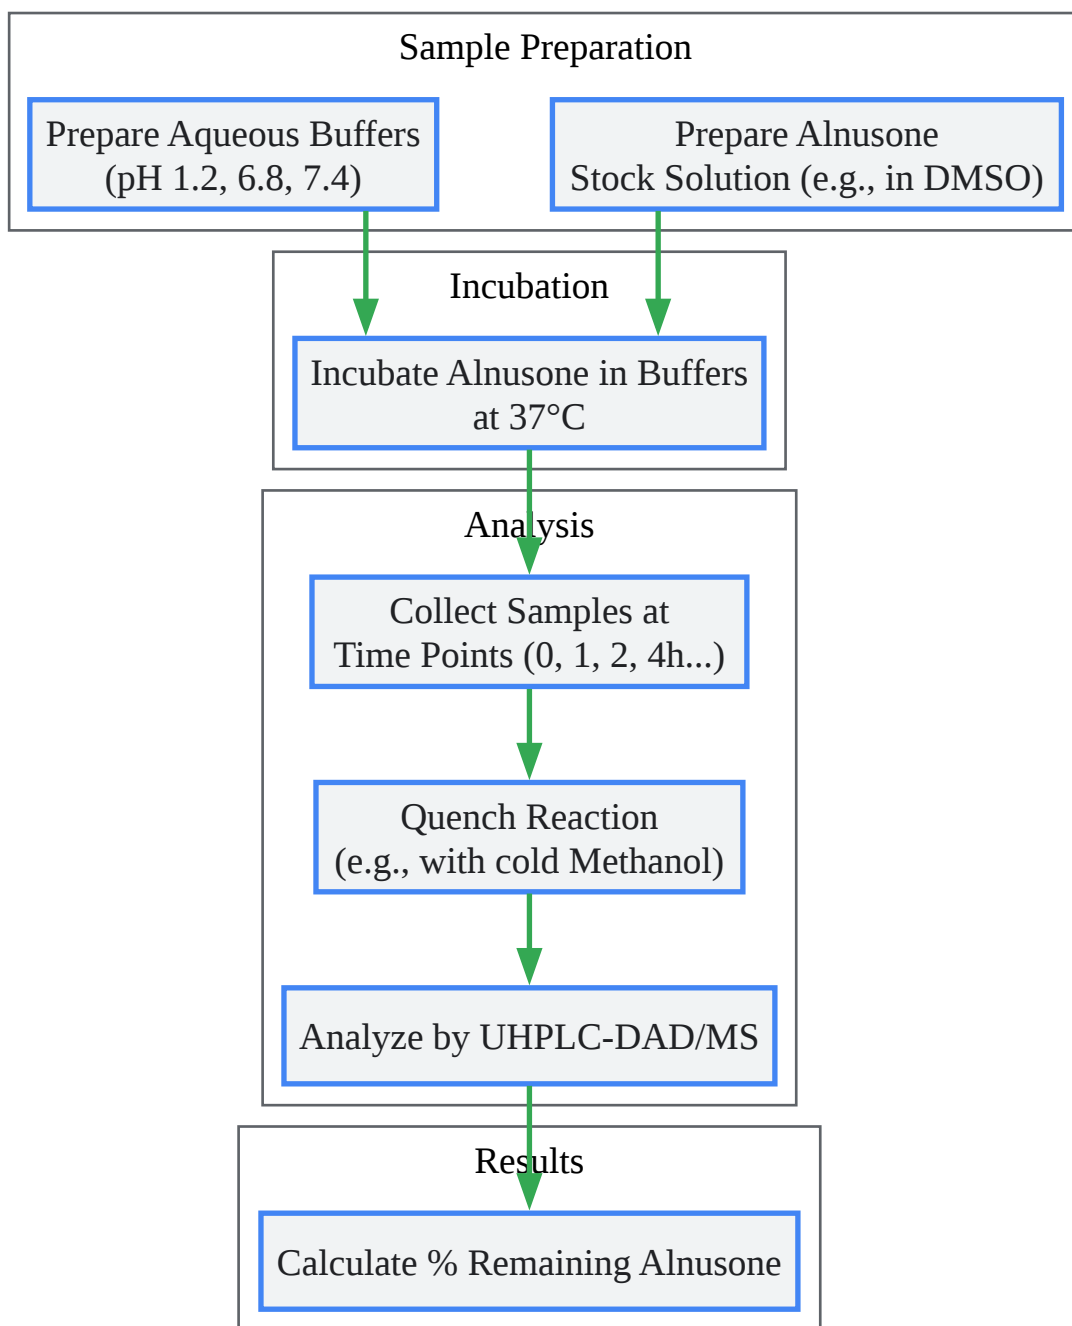 Sample Preparation
Prepare Aqueous Buffers
(pH 1.2, 6.8, 7.4)
Prepare Alnusone
Stock Solution (e.g., in DMSO)
Incubation
Incubate Alnusone in Buffers
at 37°C
Analysis
Collect Samples at
Time Points (0, 1, 2, 4h...)
Quench Reaction
(e.g., with cold Methanol)
Analyze by UHPLC-DAD/MS
Results
Calculate % Remaining Alnusone